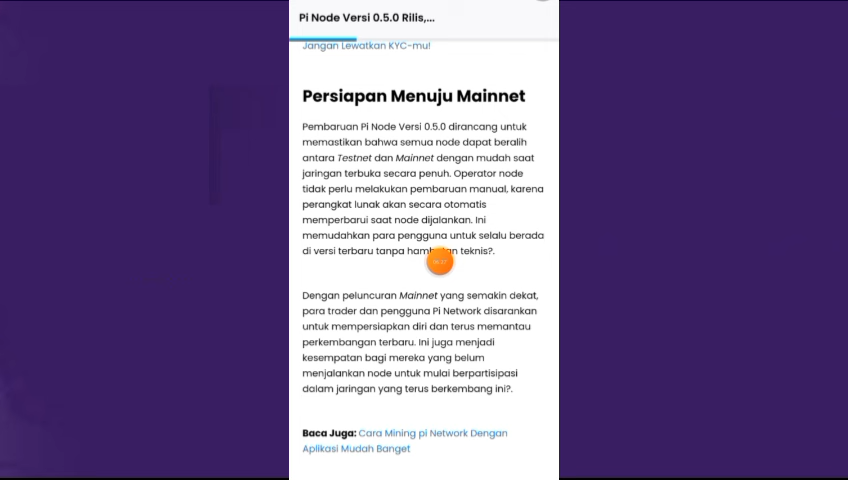 Pi Node Versi 0.5.0 Rilis,...
Jangan Lewatkan KYC-mu!
Persiapan Menuju Mainnet
Pembaruan Pi Node Versi 0.5.0 dirancang untuk
memastikan bahwa semua node dapat beralih
antara Testnet dan Mainnet dengan mudah saat
jaringan terbuka secara penuh. Operator node
tidak perlu melakukan pembaruan manual, karena
perangkat lunak akan secara otomatis
memperbarui saat node dijalankan. Ini
memudahkan para pengguna untuk selalu berada
di versi terbaru tanpa teknis?.
Dengan peluncuran Mainnet yang semakin dekat,
para trader dan pengguna Pi Network disarankan
untuk mempersiapkan diri dan terus memantau
perkembangan terbaru. Ini juga menjadi
kesempatan bagi mereka yang belum
menjalankan node untuk mulai berpartisipasi
dalam jaringan yang terus berkembang ini?.
Baca Juga: Cara Mining pi Network Dengan
Aplikasi Mudah Banget